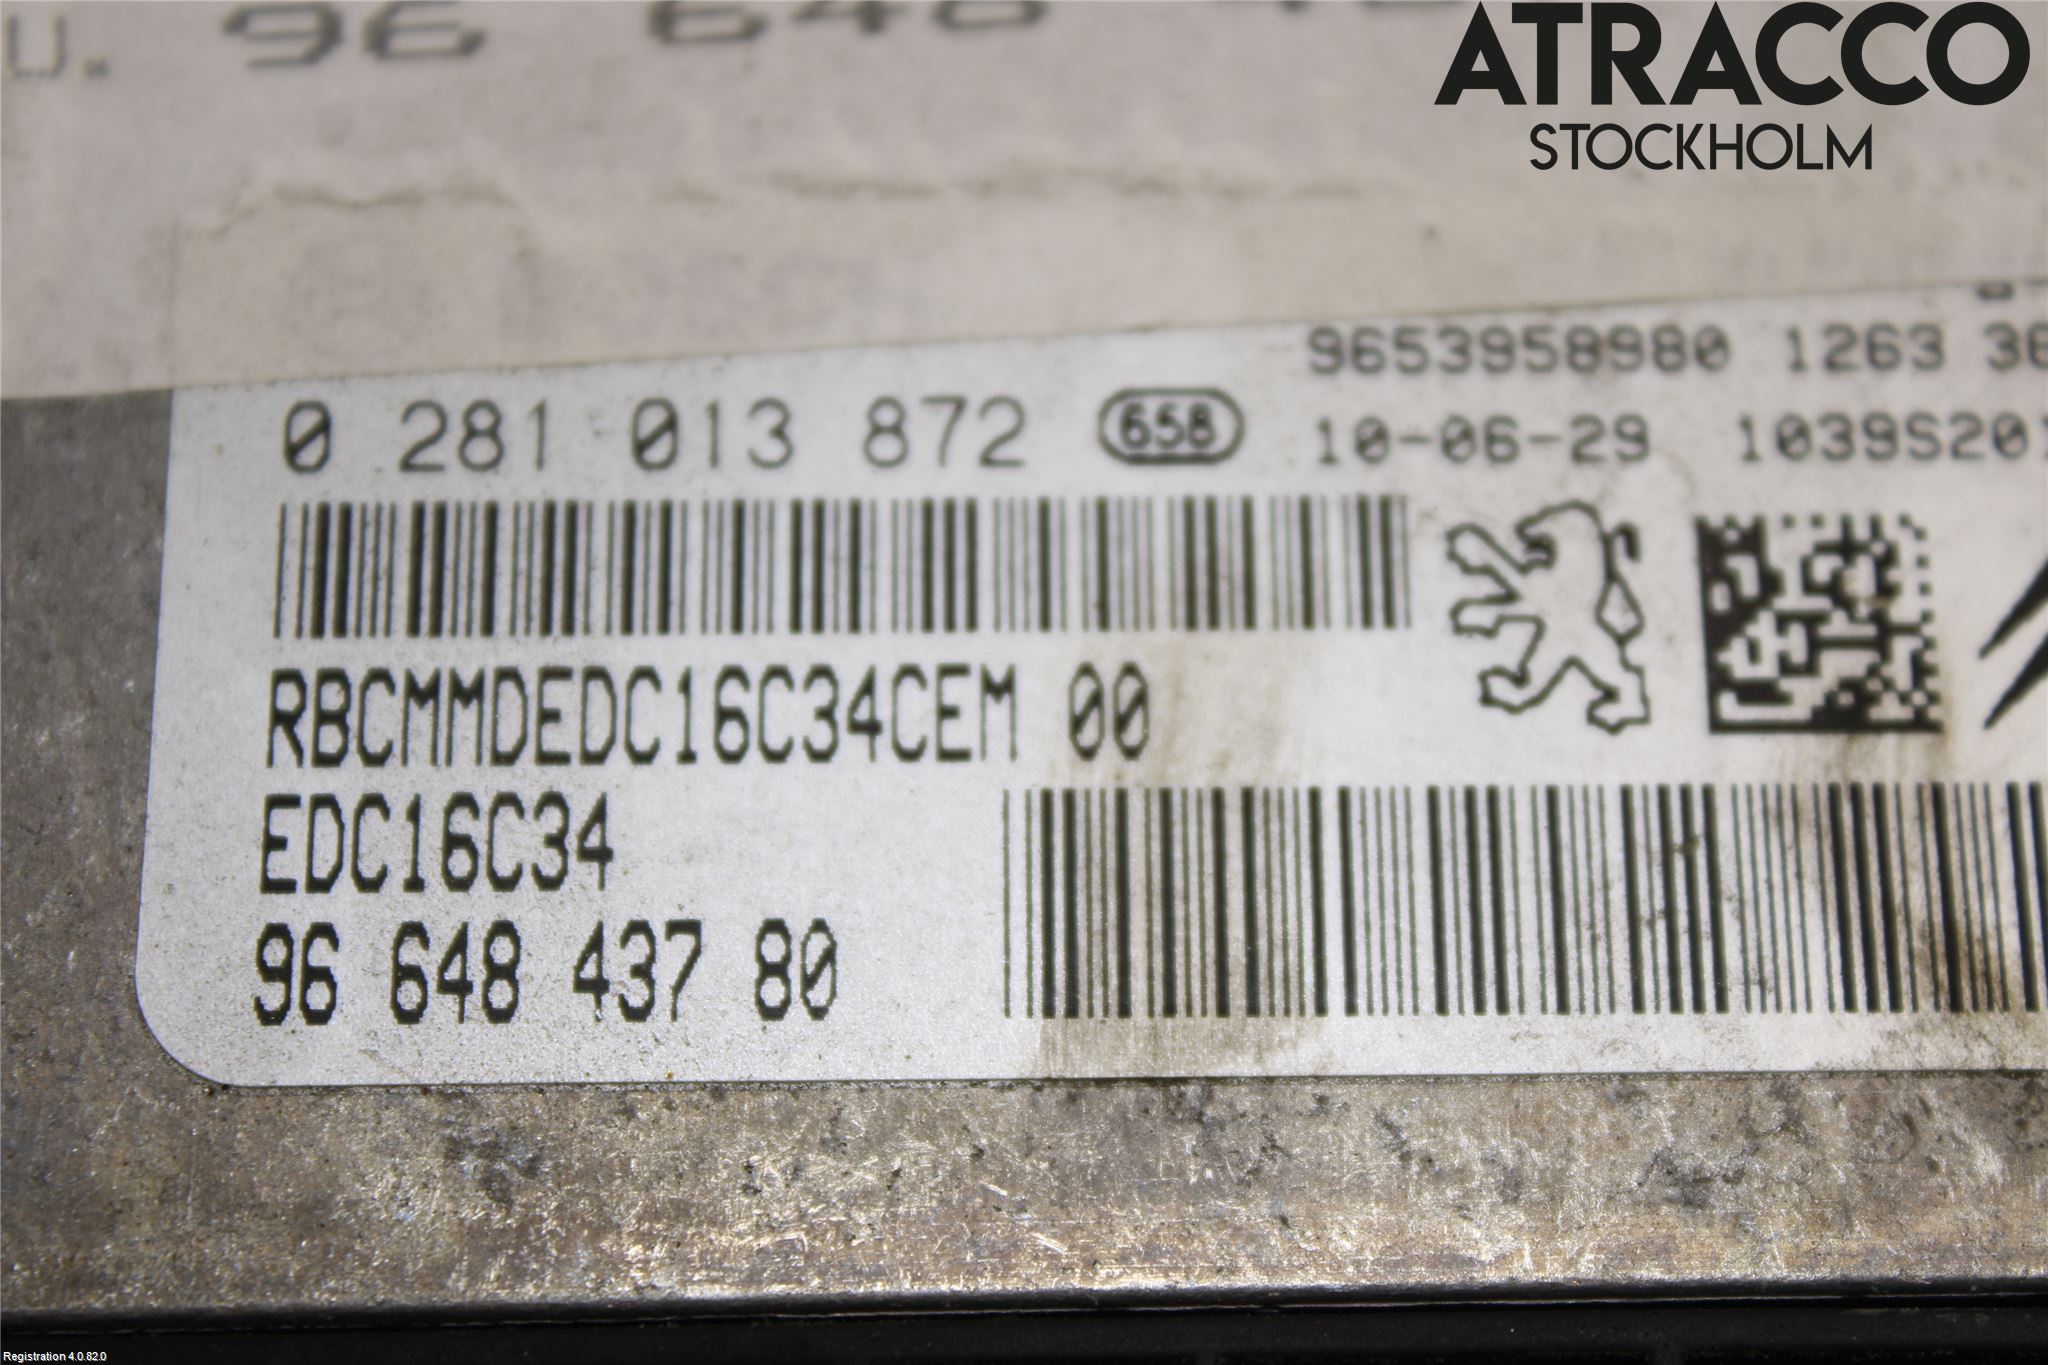 96 648
ATRACCO
STOCKHOLM
9653958980 1263
0 281 013 872 658 10-06-29 1039S201
RBCMMDEDC16C34CEM 00
EDC16C34
96 648 437 80
Registration 4.0.82.0